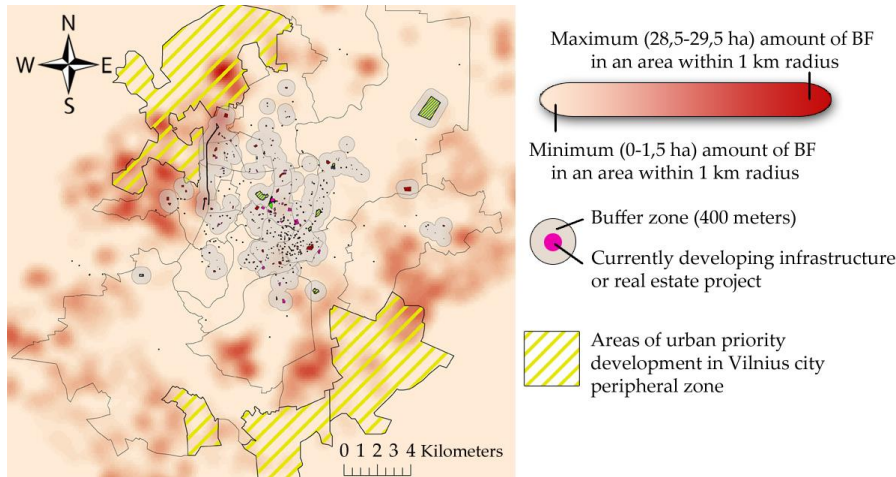 N
W E
S
0 1 2 3 4 Kilometers
Maximum (28,5-29,5 ha) amount of BF
in an area within 1 km radius
Minimum (0-1,5 ha) amount of BF
in an area within 1 km radius
Buffer zone (400 meters)
Currently developing infrastructure
or real estate project
Areas of urban priority
development in Vilnius city
peripheral zone